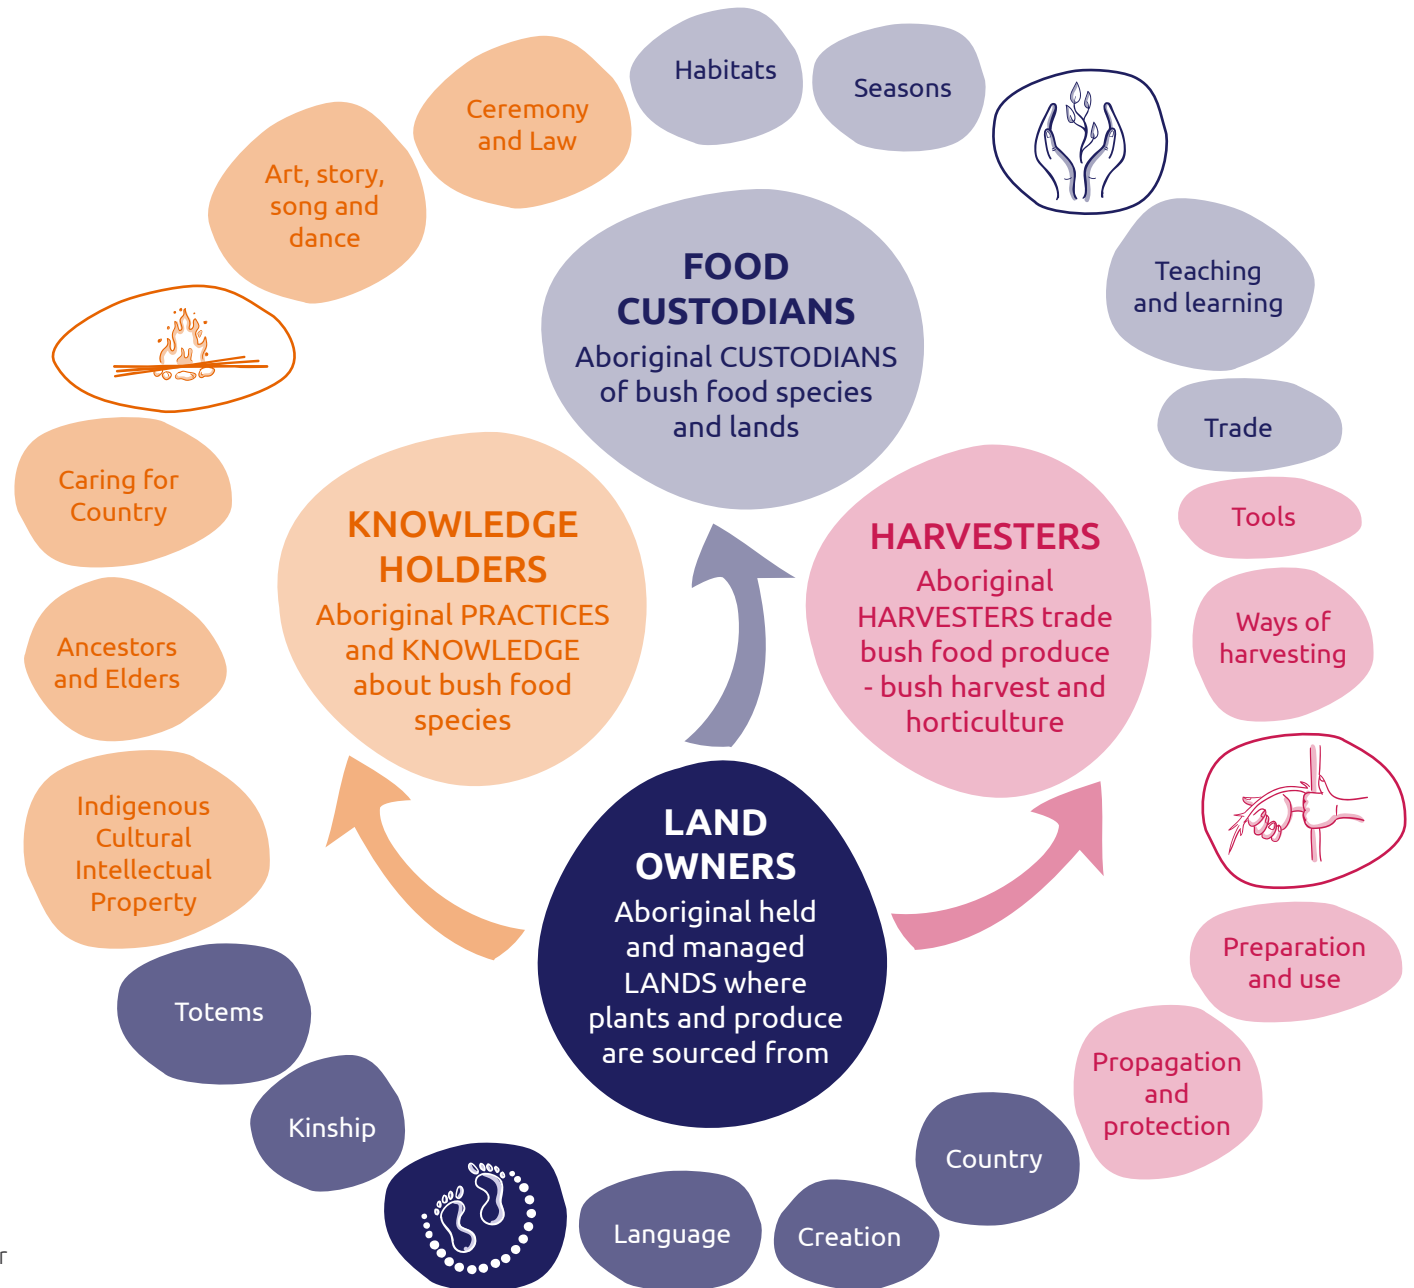 Habitats
Seasons
Ceremony
and Law
Art, story,
song and
dance
Teaching
and learning
Trade
FOOD
CUSTODIANS
Aboriginal CUSTODIANS
of bush food species
and lands
Caring for
Country
KNOWLEDGE
HOLDERS
Aboriginal PRACTICES
and KNOWLEDGE
about bush food
species
HARVESTERS
Aboriginal
HARVESTERS trade
bush food produce
- bush harvest and
horticulture
Tools
Ways of
harvesting
Ancestors
and Elders
Indigenous
Cultural
Intellectual
Property
LAND
OWNERS
Aboriginal held
and managed
LANDS where
plants and produce
are sourced from
Preparation
and use
Propagation
and
protection
Totems
Kinship
Country
Language
Creation
r